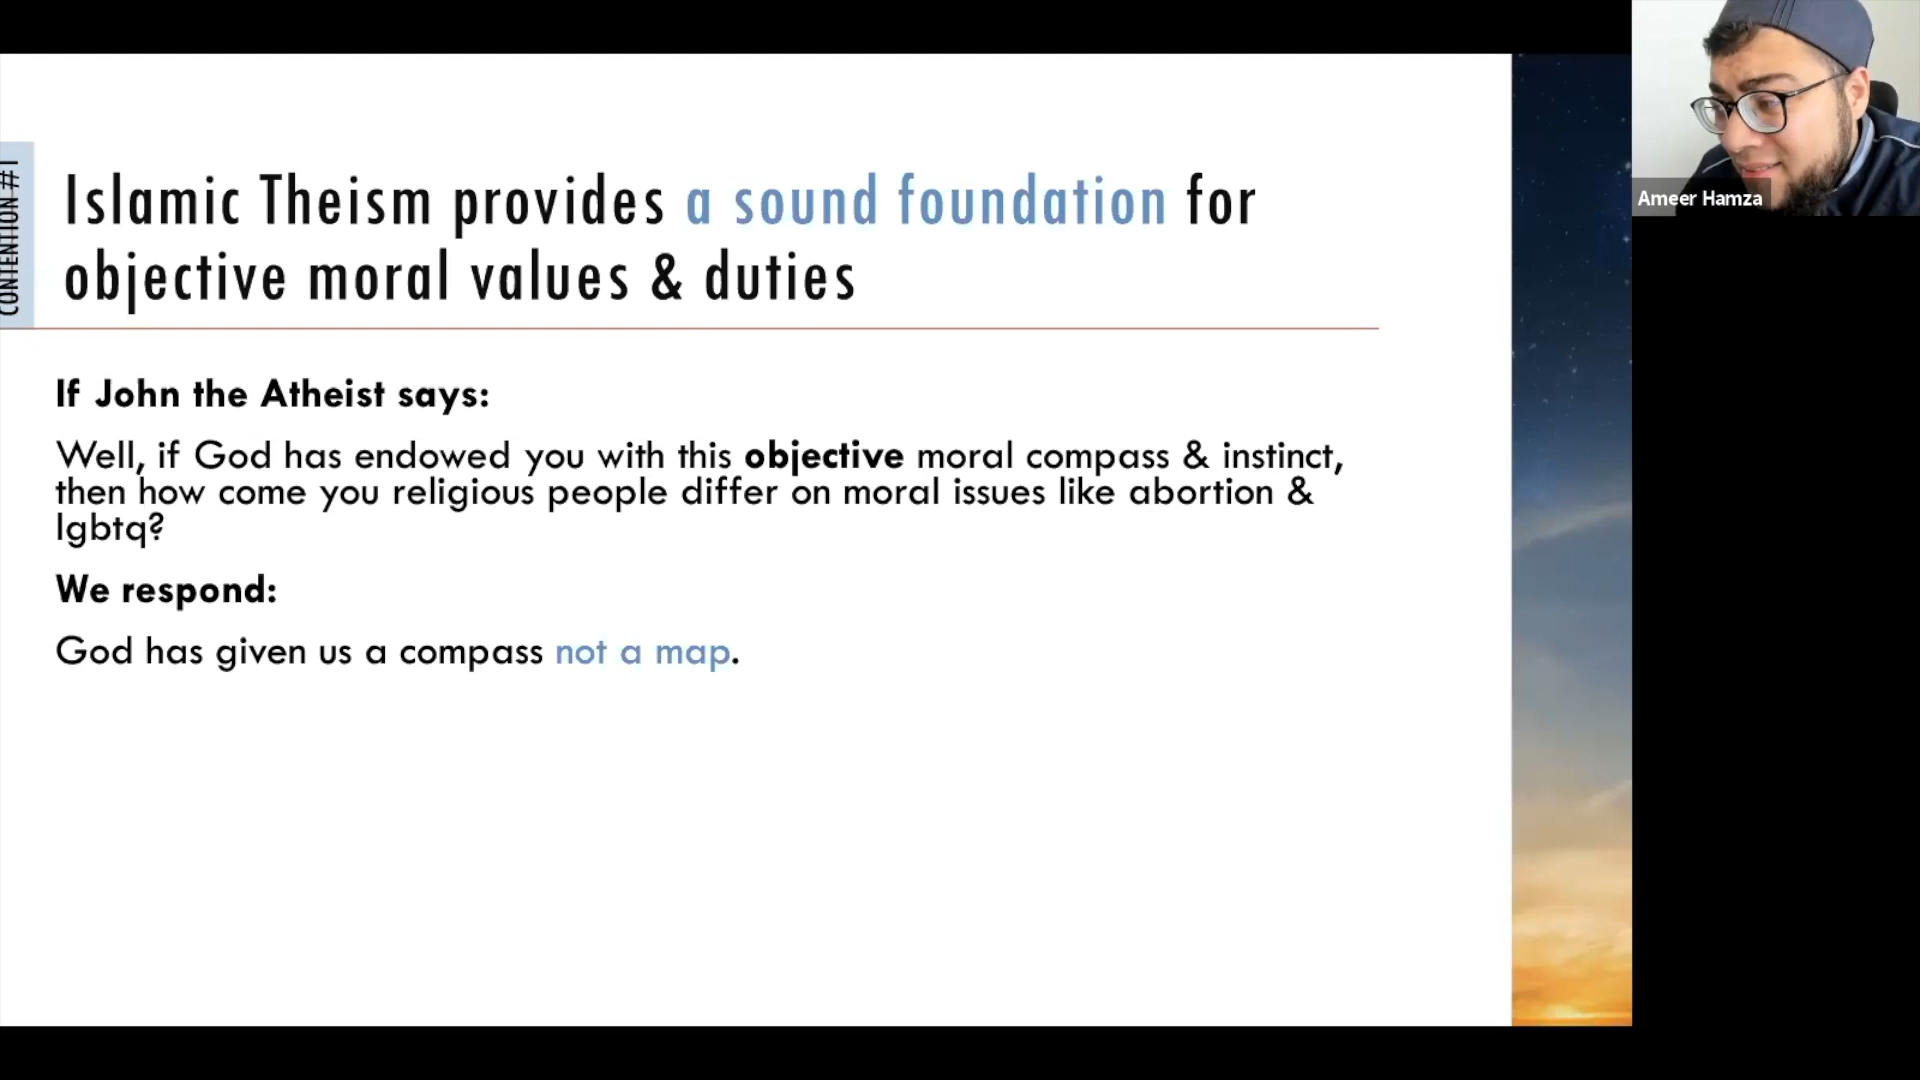 CONTENTION #1
Islamic Theism provides a sound foundation for
objective moral values & duties
If John the Atheist says:
Well, if God has endowed you with this objective moral compass & instinct,
then how come you religious people differ on moral issues like abortion &
lgbtq?
We respond:
God has given us a compass not a map.
Ameer Hamza